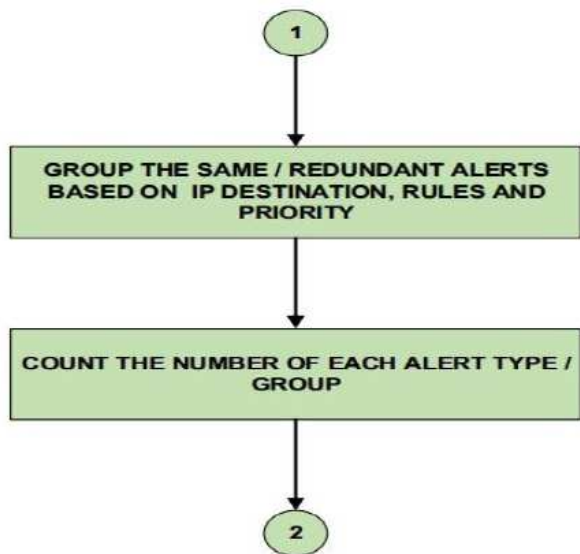 1
GROUP THE SAME / REDUNDANT ALERTS
BASED ON IP DESTINATION, RULES AND
PRIORITY
COUNT THE NUMBER OF EACH ALERT TYPE /
GROUP
2